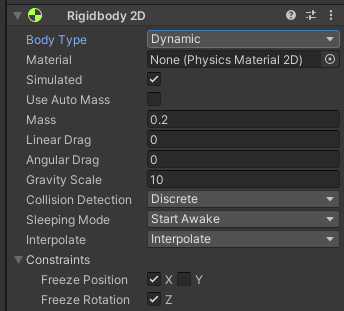 Rigidbody 2D
Body Type Dynamic
Material None (Physics Material 2D)
Simulated
Use Auto Mass
Mass 0.2
Linear Drag 0
Angular Drag 0
Gravity Scale 10
Collision Detection Discrete
Sleeping Mode Start Awake
Interpolate Interpolate
Constraints
Freeze Position X Y
Freeze Rotation Z